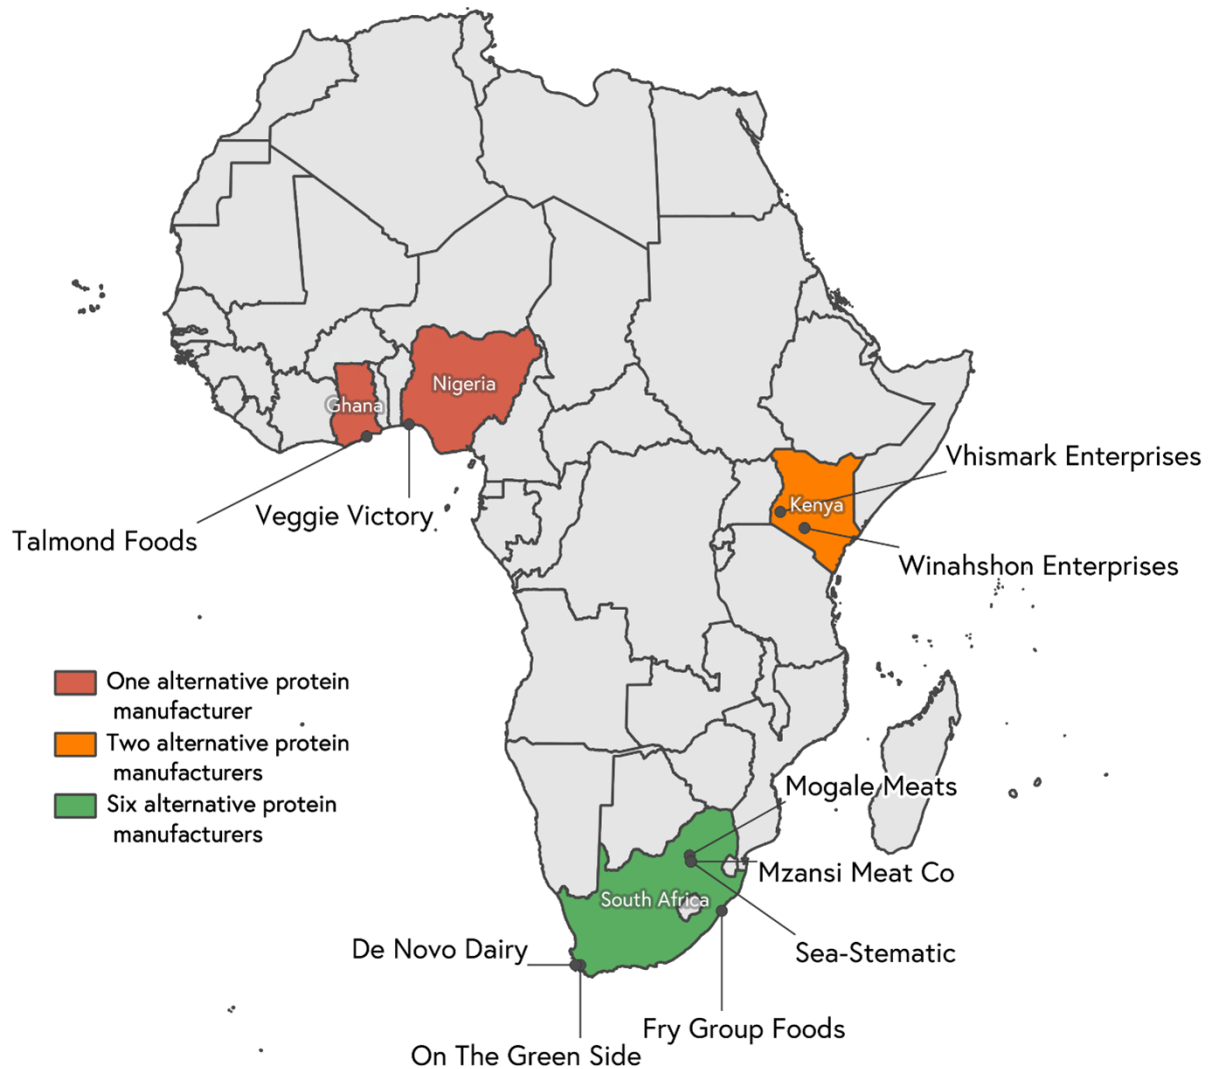 Nigeria
Ghana
Vhismark Enterprises
Kenya
Veggie Victory
Talmond Foods
Winahshon Enterprises
One alternative protein
manufacturer
Two alternative protein
manufacturers
Six alternative protein
manufacturers
Mogale Meats
Mzansi Meat Co
South Africa
De Novo Dairy
Sea-Stematic
Fry Group Foods
On The Green Side